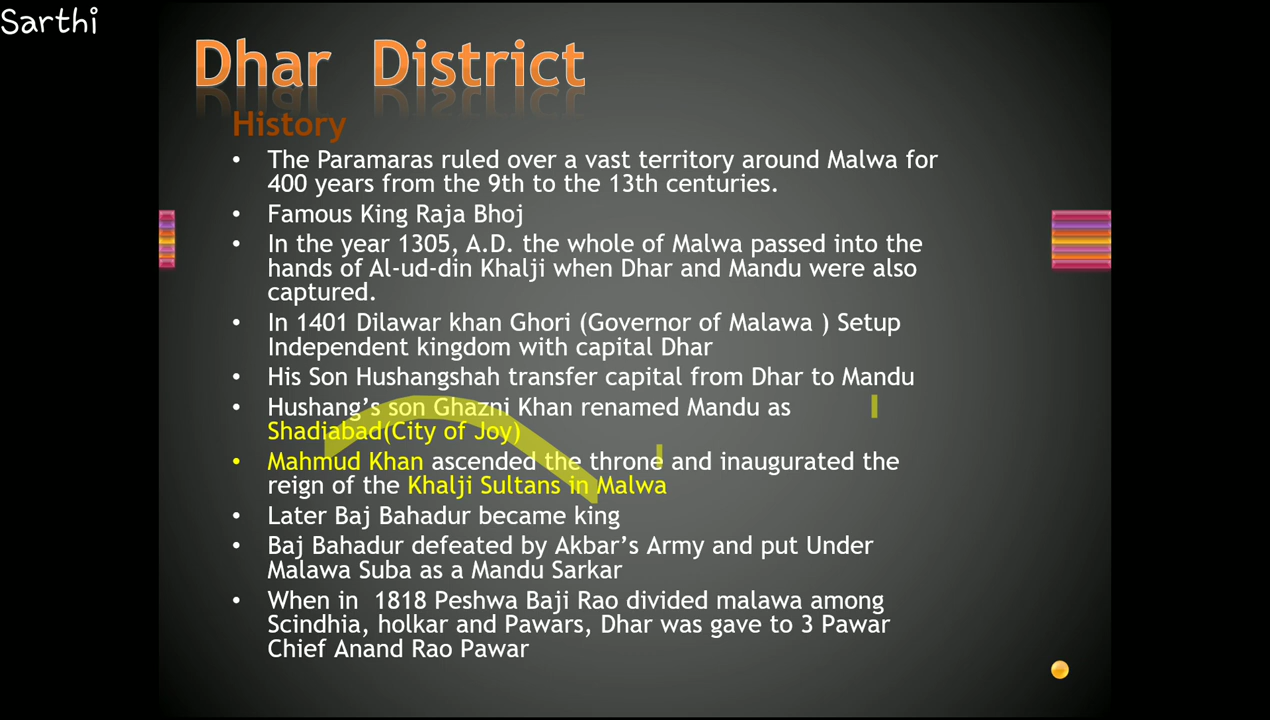 Sarthi
Dhar District
History
• The Paramaras ruled over a vast territory around Malwa for
400 years from the 9th to the 13th centuries.
• Famous King Raja Bhoj
• In the year 1305, A.D. the whole of Malwa passed into the
hands of Al-ud-din Khalji when Dhar and Mandu were also
captured.
• In 1401 Dilawar khan Ghori (Governor of Malawa ) Setup
Independent kingdom with capital Dhar
• His Son Hushangshah transfer capital from Dhar to Mandu
• Hushang’s son Ghazni Khan renamed Mandu as
Shadiabad(City of Joy)
• Mahmud Khan ascended the throne and inaugurated the
reign of the Khalji Sultans in Malwa
• Later Baj Bahadur became king
• Baj Bahadur defeated by Akbar’s Army and put Under
Malawa Suba as a Mandu Sarkar
• When in 1818 Peshwa Baji Rao divided malawa among
Scindhia, holkar and Pawars, Dhar was gave to 3 Pawar
Chief Anand Rao Pawar